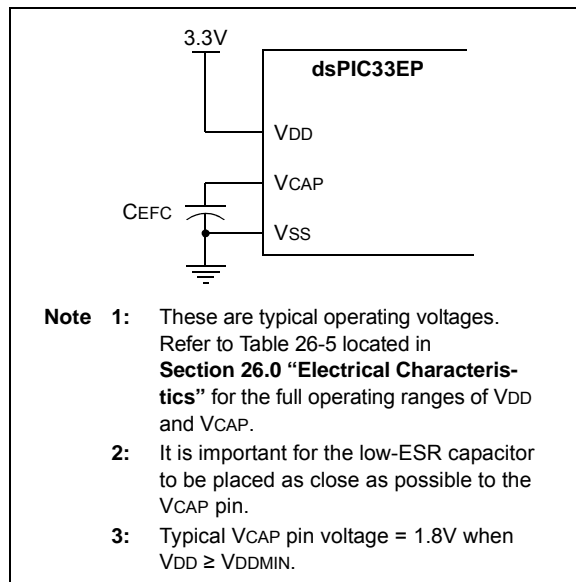 3.3V
dsPIC33EP
VDD
VCAP
CEFC
VSS
Note 1: These are typical operating voltages.
Refer to Table 26-5 located in
Section 26.0 “Electrical Characteris-
tics” for the full operating ranges of VDD
and VCAP.
2: It is important for the low-ESR capacitor
to be placed as close as possible to the
VCAP pin.
3: Typical VCAP pin voltage = 1.8V when
VDD ≥ VDDMIN.